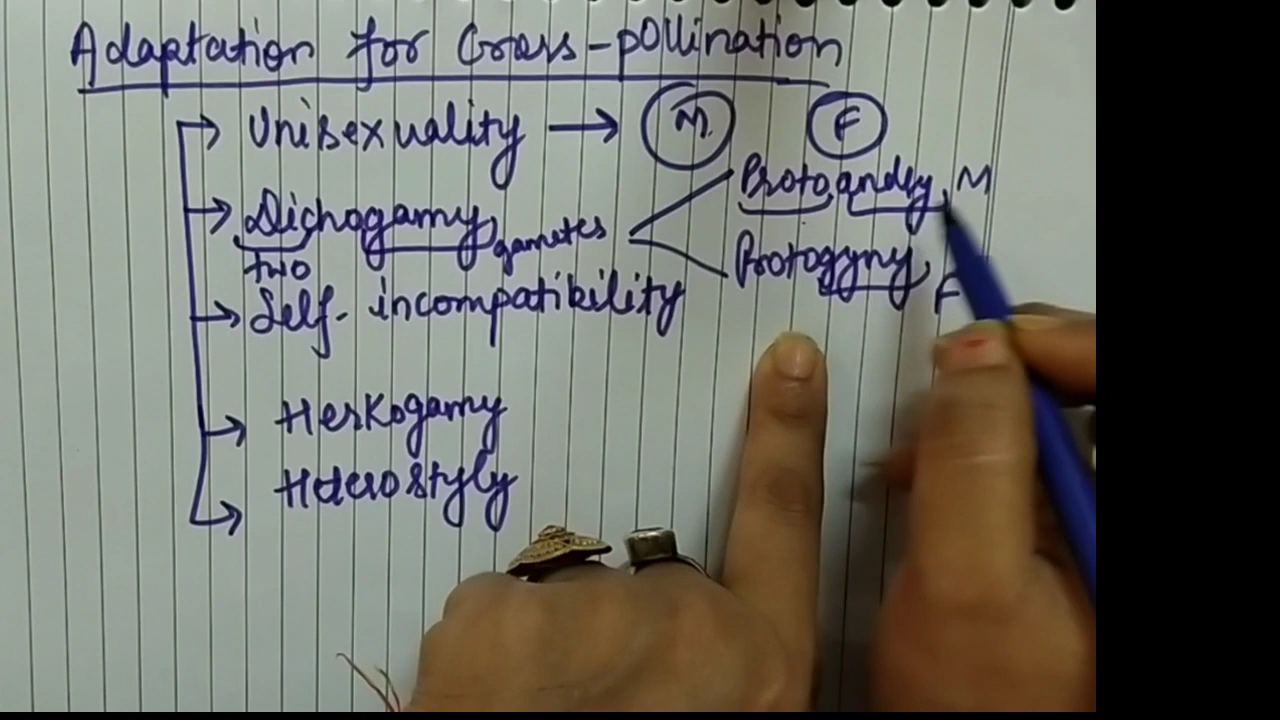 Adaptation for Cross-pollination
Unisexuality → M. F
Dichogamy, gametes Protoandry, M
two Protogyny, F
Self-incompatibility
Herkogamy
Heterostyly